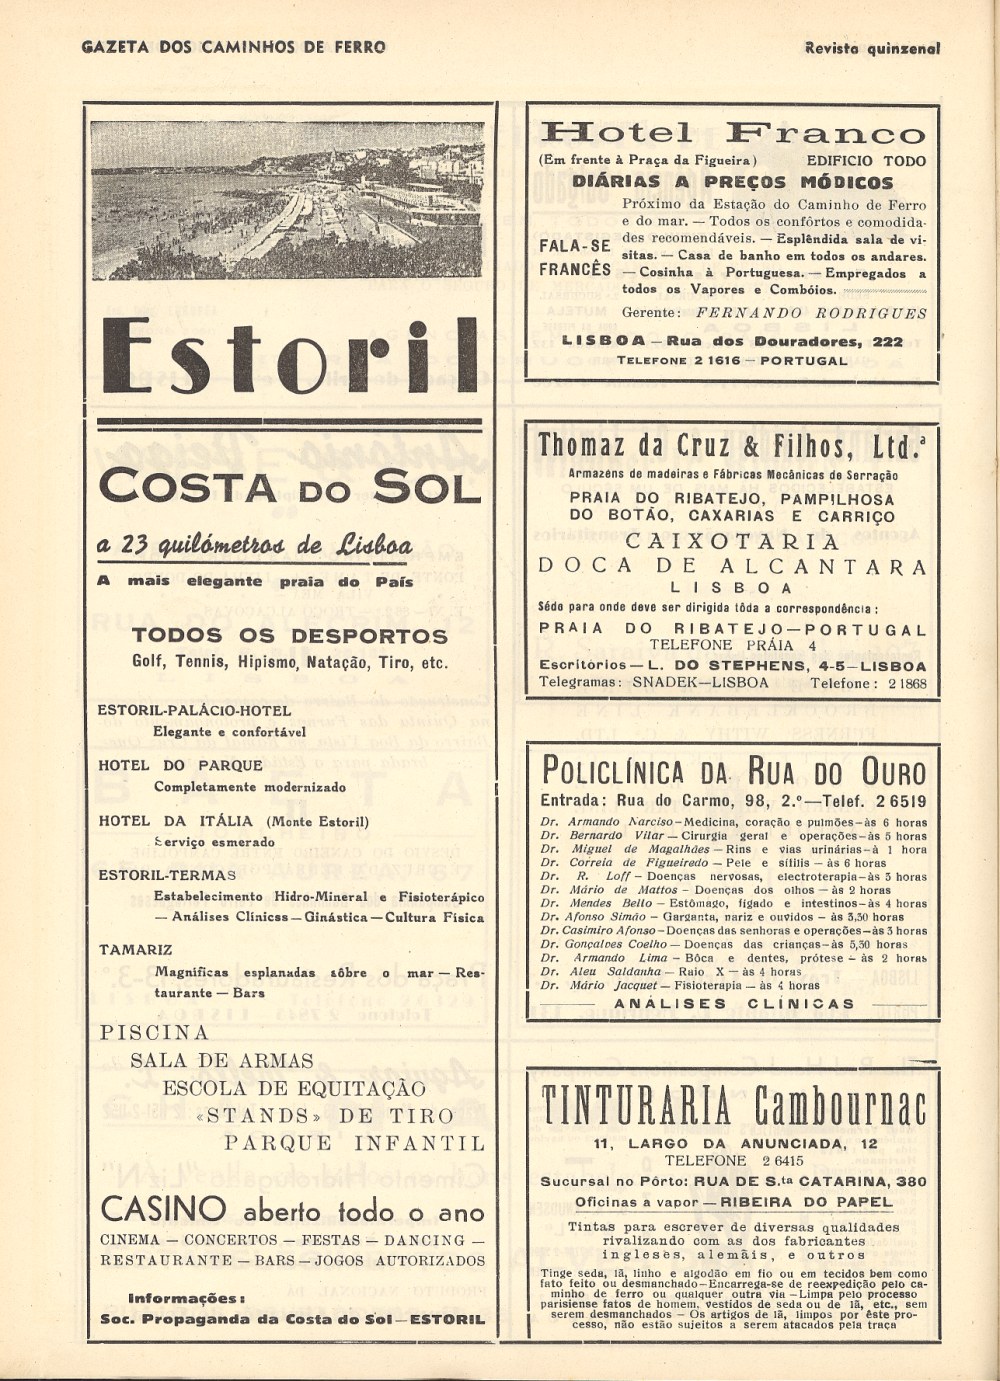 GAZETA DOS CAMINHOS DE FERRO
Revista quinzenal
Estoril
COSTA DO SOL
a 23 quilómetros de Lisboa
A mais elegante praia do País
TODOS OS DESPORTOS
Golf, Tennis, Hipismo, Natação, Tiro, etc.
ESTORIL-PALÁCIO-HOTEL
Elegante e confortável
HOTEL DO PARQUE
Completamente modernizado
HOTEL DA ITÁLIA (Monte Estoril)
Serviço esmerado
ESTORIL-TERMAS
Estabelecimento Hidro-Mineral e Fisioterápico
— Análises Clínicas — Ginástica — Cultura Física
TAMARIZ
Magníficas esplanadas sôbre o mar — Res-
taurante — Bars
PISCINA
SALA DE ARMAS
ESCOLA DE EQUITAÇÃO
«STANDS» DE TIRO
PARQUE INFANTIL
CASINO aberto todo o ano
CINEMA — CONCERTOS — FESTAS — DANCING —
RESTAURANTE — BARS — JOGOS AUTORIZADOS
Informações:
Soc. Propaganda da Costa do Sol — ESTORIL
Hotel Franco
(Em frente à Praça da Figueira) EDIFICIO TODO
DIÁRIAS A PREÇOS MÓDICOS
Próximo da Estação do Caminho de Ferro
e do mar. — Todos os confôrtos e comodida-
des recomendáveis. — Esplêndida sala de vi-
sitas. — Casa de banho em todos os andares.
— Cosinha à Portuguesa. — Empregados a
todos os Vapores e Combóios.
FALA-SE
FRANCÊS
Gerente: FERNANDO RODRIGUES
LISBOA — Rua dos Douradores, 222
TELEFONE 2 1616 — PORTUGAL
Thomaz da Cruz & Filhos, Ltd.ª
Armazens de madeiras e Fábricas Mecânicas de Serração
PRAIA DO RIBATEJO, PAMPILHOSA
DO BOTÃO, CAXARIAS E CARRIÇO
CAIXOTARIA
DOCA DE ALCANTARA
LISBOA
Séde para onde deve ser dirigida tôda a correspondência:
PRAIA DO RIBATEJO—PORTUGAL
TELEFONE PRÁIA 4
Escritórios — L. DO STEPHENS, 4-5 — LISBOA
Telegramas: SNADEK—LISBOA Telefone: 2 1868
POLICLÍNICA DA RUA DO OURO
Entrada: Rua do Carmo, 98, 2.º—Telef. 2 6519
Dr. Armando Narciso — Medicina, coração e pulmões — às 6 horas
Dr. Bernardo Vilar — Cirurgia geral e operações — às 5 horas
Dr. Miguel de Magalhães — Rins e vias urinárias — à 1 hora
Dr. Correia de Figueiredo — Pele e sífilis — às 6 horas
Dr. R. Loff — Doenças nervosas, electroterapia — às 5 horas
Dr. Mário de Mattos — Doenças dos olhos — às 2 horas
Dr. Mendes Bello — Estômago, fígado e intestinos — às 4 horas
Dr. Afonso Simão — Garganta, nariz e ouvidos — às 3,30 horas
Dr. Casimiro Afonso — Doenças das senhoras e operações — às 3 horas
Dr. Gonçalves Coelho — Doenças das crianças — às 5,30 horas
Dr. Armando Lima — Bôca e dentes, prótese — às 2 horas
Dr. Aleu Saldanha — Raio X — às 4 horas
Dr. Mário Jacquet — Fisioterapia — às 4 horas
ANÁLISES CLÍNICAS
TINTURARIA Cambournac
11, LARGO DA ANUNCIADA, 12
TELEFONE 2 6415
Sucursal no Pôrto: RUA DE S.ta CATARINA, 380
Oficinas a vapor — RIBEIRA DO PAPEL
Tintas para escrever de diversas qualidades
rivalizando com as dos fabricantes
ingleses, alemãis, e outros
Tinge seda, lã, linho e algodão em fio ou em tecidos bem como
fato feito ou desmanchado — Encarrega-se de reexpedição pelo ca-
minho de ferro ou qualquer outra via — Limpa pelo processo
parisiense fatos de homem, vestidos de seda ou de lã, etc., sem
serem desmanchados — Os artigos de lã, limpos por êste pro-
cesso, não estão sujeitos a serem atacados pela traça